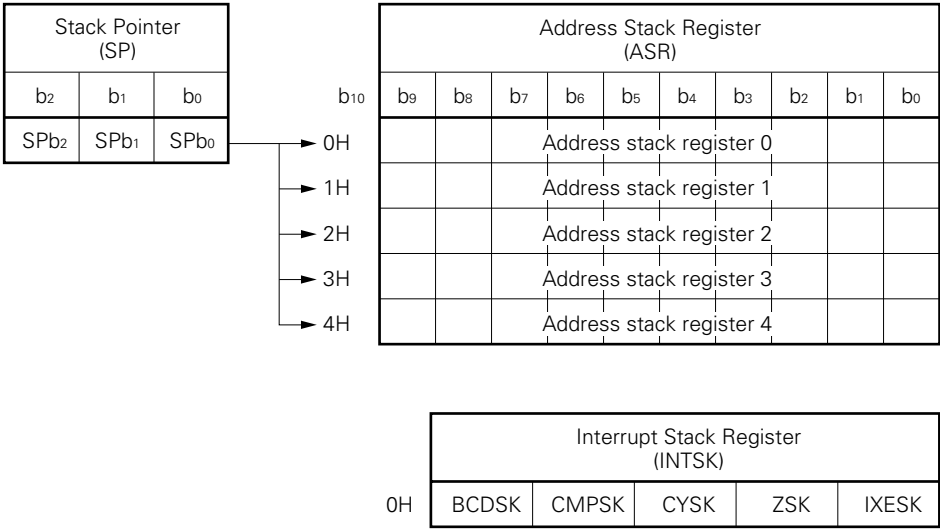 Stack Pointer
(SP)
b2 b1 b0
SPb2 SPb1 SPb0
Address Stack Register
(ASR)
b10 b9 b8 b7 b6 b5 b4 b3 b2 b1 b0
0H Address stack register 0
1H Address stack register 1
2H Address stack register 2
3H Address stack register 3
4H Address stack register 4
Interrupt Stack Register
(INTSK)
0H BCDSK CMPSK CYSK ZSK IXESK